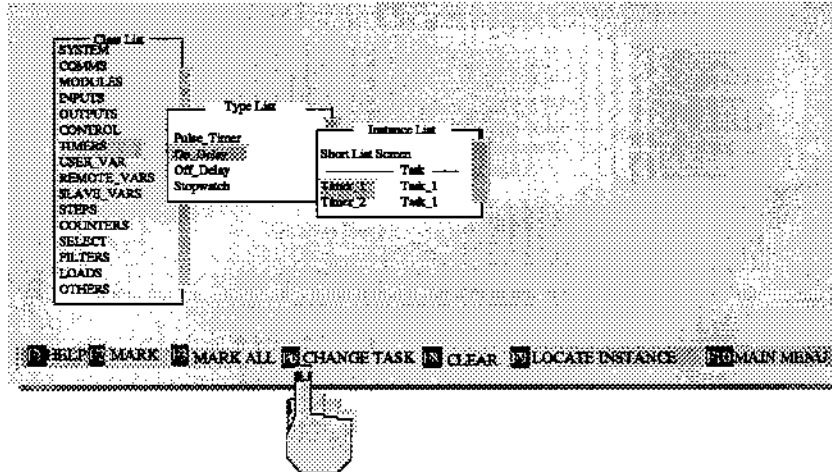 Class List
SYSTEM
COMMS
MODULES
INPUTS
OUTPUTS
CONTROL
TIMERS
USER_VAR
REMOTE_VARS
SLAVE_VARS
STEPS
COUNTERS
SELECT
FILTERS
LOADS
OTHERS
Type List
Pulse_Timer
On_Delay
Off_Delay
Stopwatch
Instance List
Short List Screen
Task
Timer_1 Task_1
Timer_2 Task_1
HELP MARK MARK ALL CHANGE TASK CLEAR LOCATE INSTANCE F10 MAIN MENU